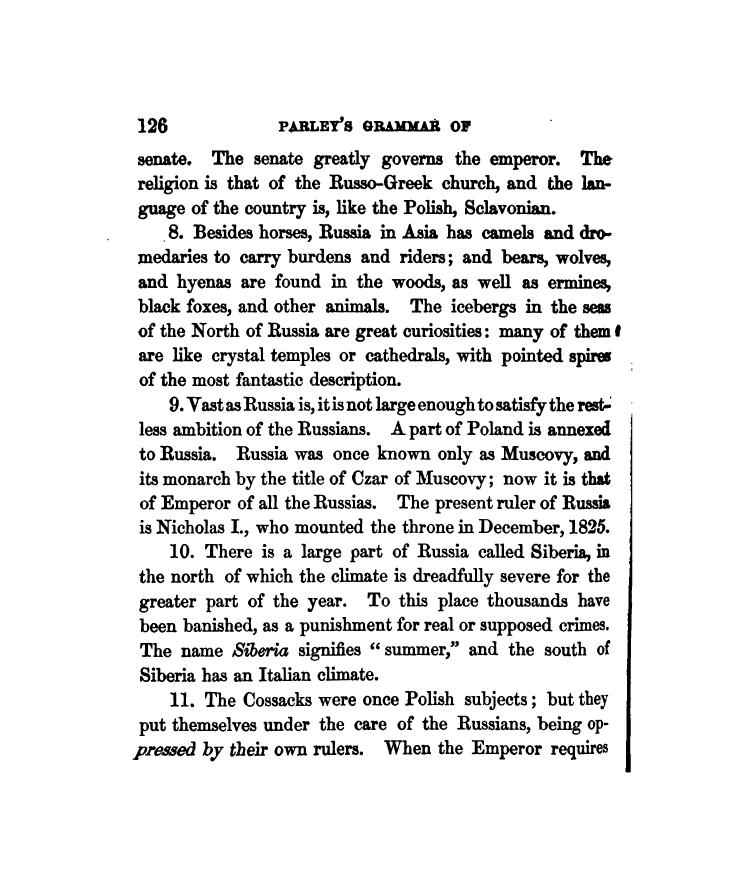 126 PARLEY'S GRAMMAR OF
senate. The senate greatly governs the emperor. The
religion is that of the Russo-Greek church, and the lan-
guage of the country is, like the Polish, Sclavonian.
8. Besides horses, Russia in Asia has camels and dro-
medaries to carry burdens and riders; and bears, wolves,
and hyenas are found in the woods, as well as ermines,
black foxes, and other animals. The icebergs in the seas
of the North of Russia are great curiosities: many of them
are like crystal temples or cathedrals, with pointed spires
of the most fantastic description.
9. Vast as Russia is, it is not large enough to satisfy the rest-
less ambition of the Russians. A part of Poland is annexed
to Russia. Russia was once known only as Muscovy, and
its monarch by the title of Czar of Muscovy; now it is that
of Emperor of all the Russias. The present ruler of Russia
is Nicholas I., who mounted the throne in December, 1825.
10. There is a large part of Russia called Siberia, in
the north of which the climate is dreadfully severe for the
greater part of the year. To this place thousands have
been banished, as a punishment for real or supposed crimes.
The name Siberia signifies "summer," and the south of
Siberia has an Italian climate.
11. The Cossacks were once Polish subjects; but they
put themselves under the care of the Russians, being op-
pressed by their own rulers. When the Emperor requires